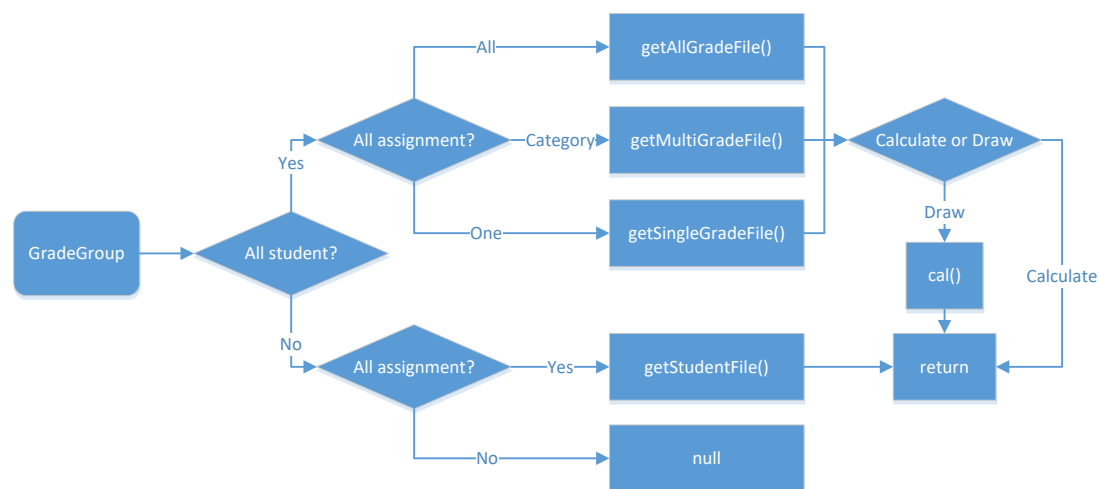 All
getAllGradeFile()
All assignment?
Category
getMultiGradeFile()
Calculate or Draw
Yes
One
getSingleGradeFile()
Draw
GradeGroup
All student?
cal()
Calculate
No
All assignment?
Yes
getStudentFile()
return
No
null